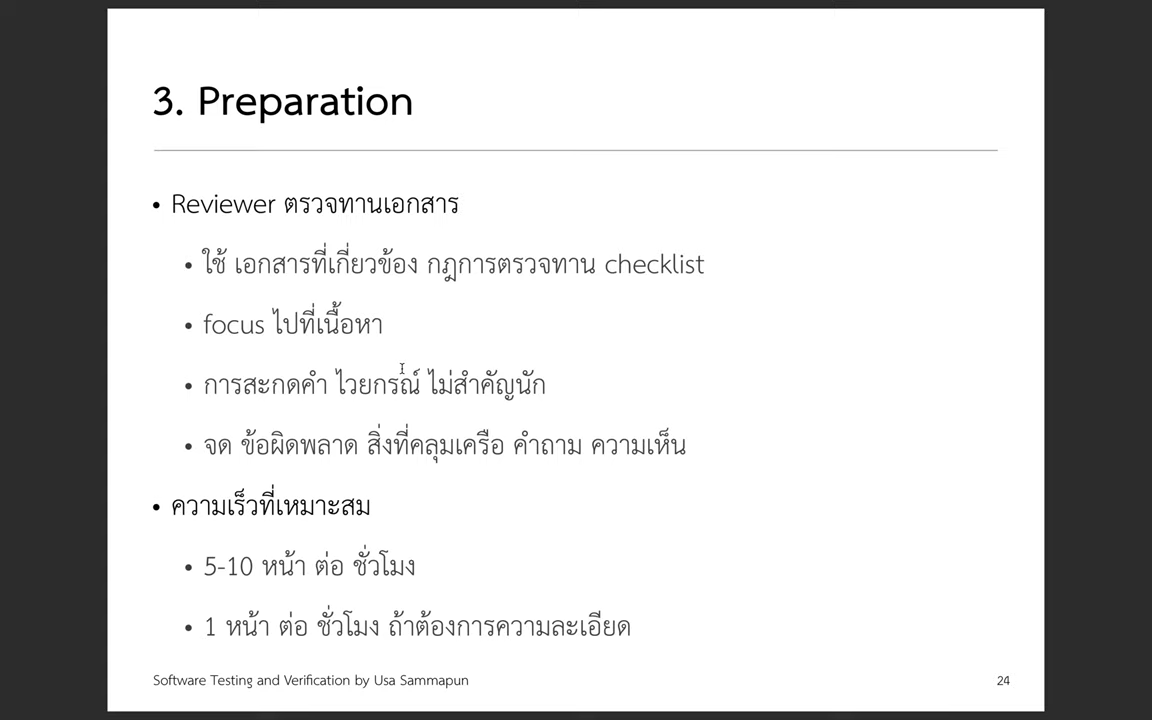 3. Preparation
• Reviewer ตรวจทานเอกสาร
• ใช้ เอกสารที่เกี่ยวข้อง กฎการตรวจทาน checklist
• focus ไปที่เนื้อหา
• การสะกดคำ ไวยกรณ์ ไม่สำคัญนัก
• จด ข้อผิดพลาด สิ่งที่คลุมเครือ คำถาม ความเห็น
• ความเร็วที่เหมาะสม
• 5-10 หน้า ต่อ ชั่วโมง
• 1 หน้า ต่อ ชั่วโมง ถ้าต้องการความละเอียด
Software Testing and Verification by Usa Sammapun
24